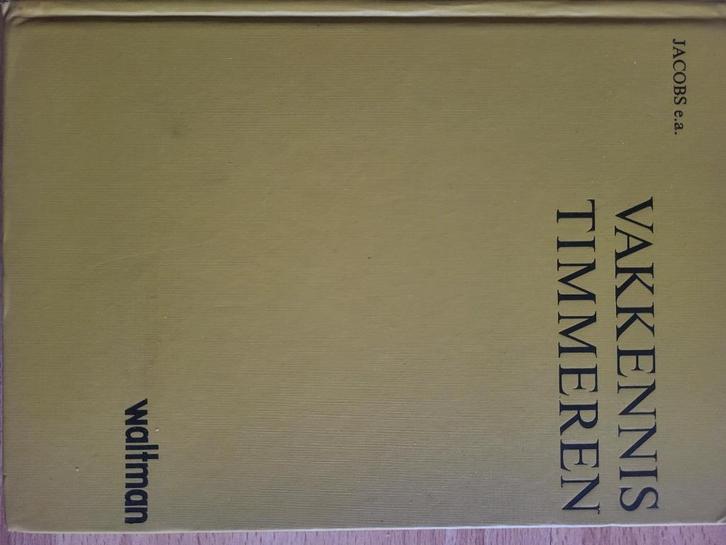 JACOBS e.a.
VAKKENNIS
TIMMEREN
waltman